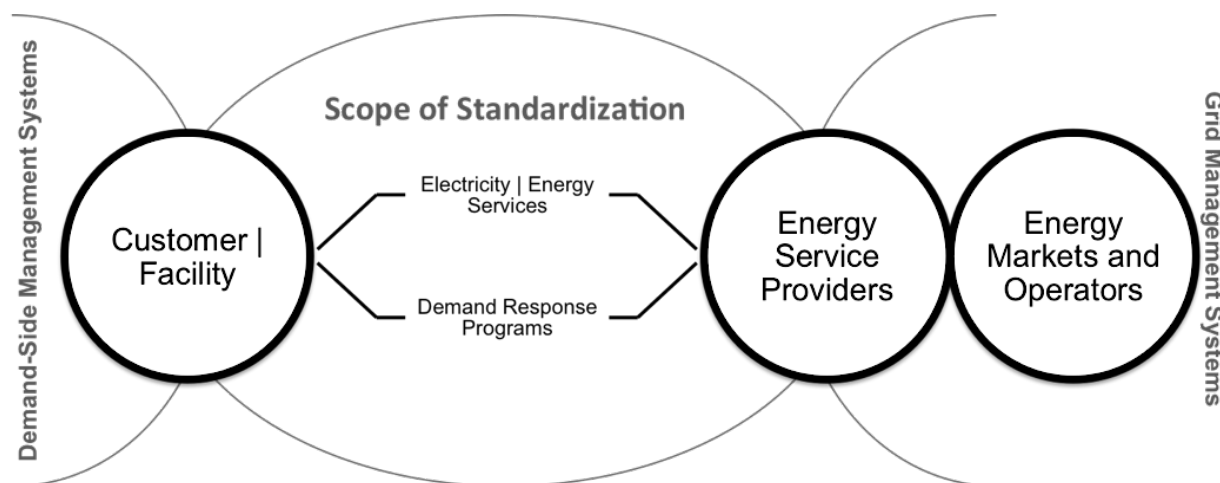 Demand-Side Management Systems
Scope of Standardization
Customer |
Facility
Electricity | Energy
Services
Demand Response
Programs
Energy
Service
Providers
Energy
Markets and
Operators
Grid Management Systems